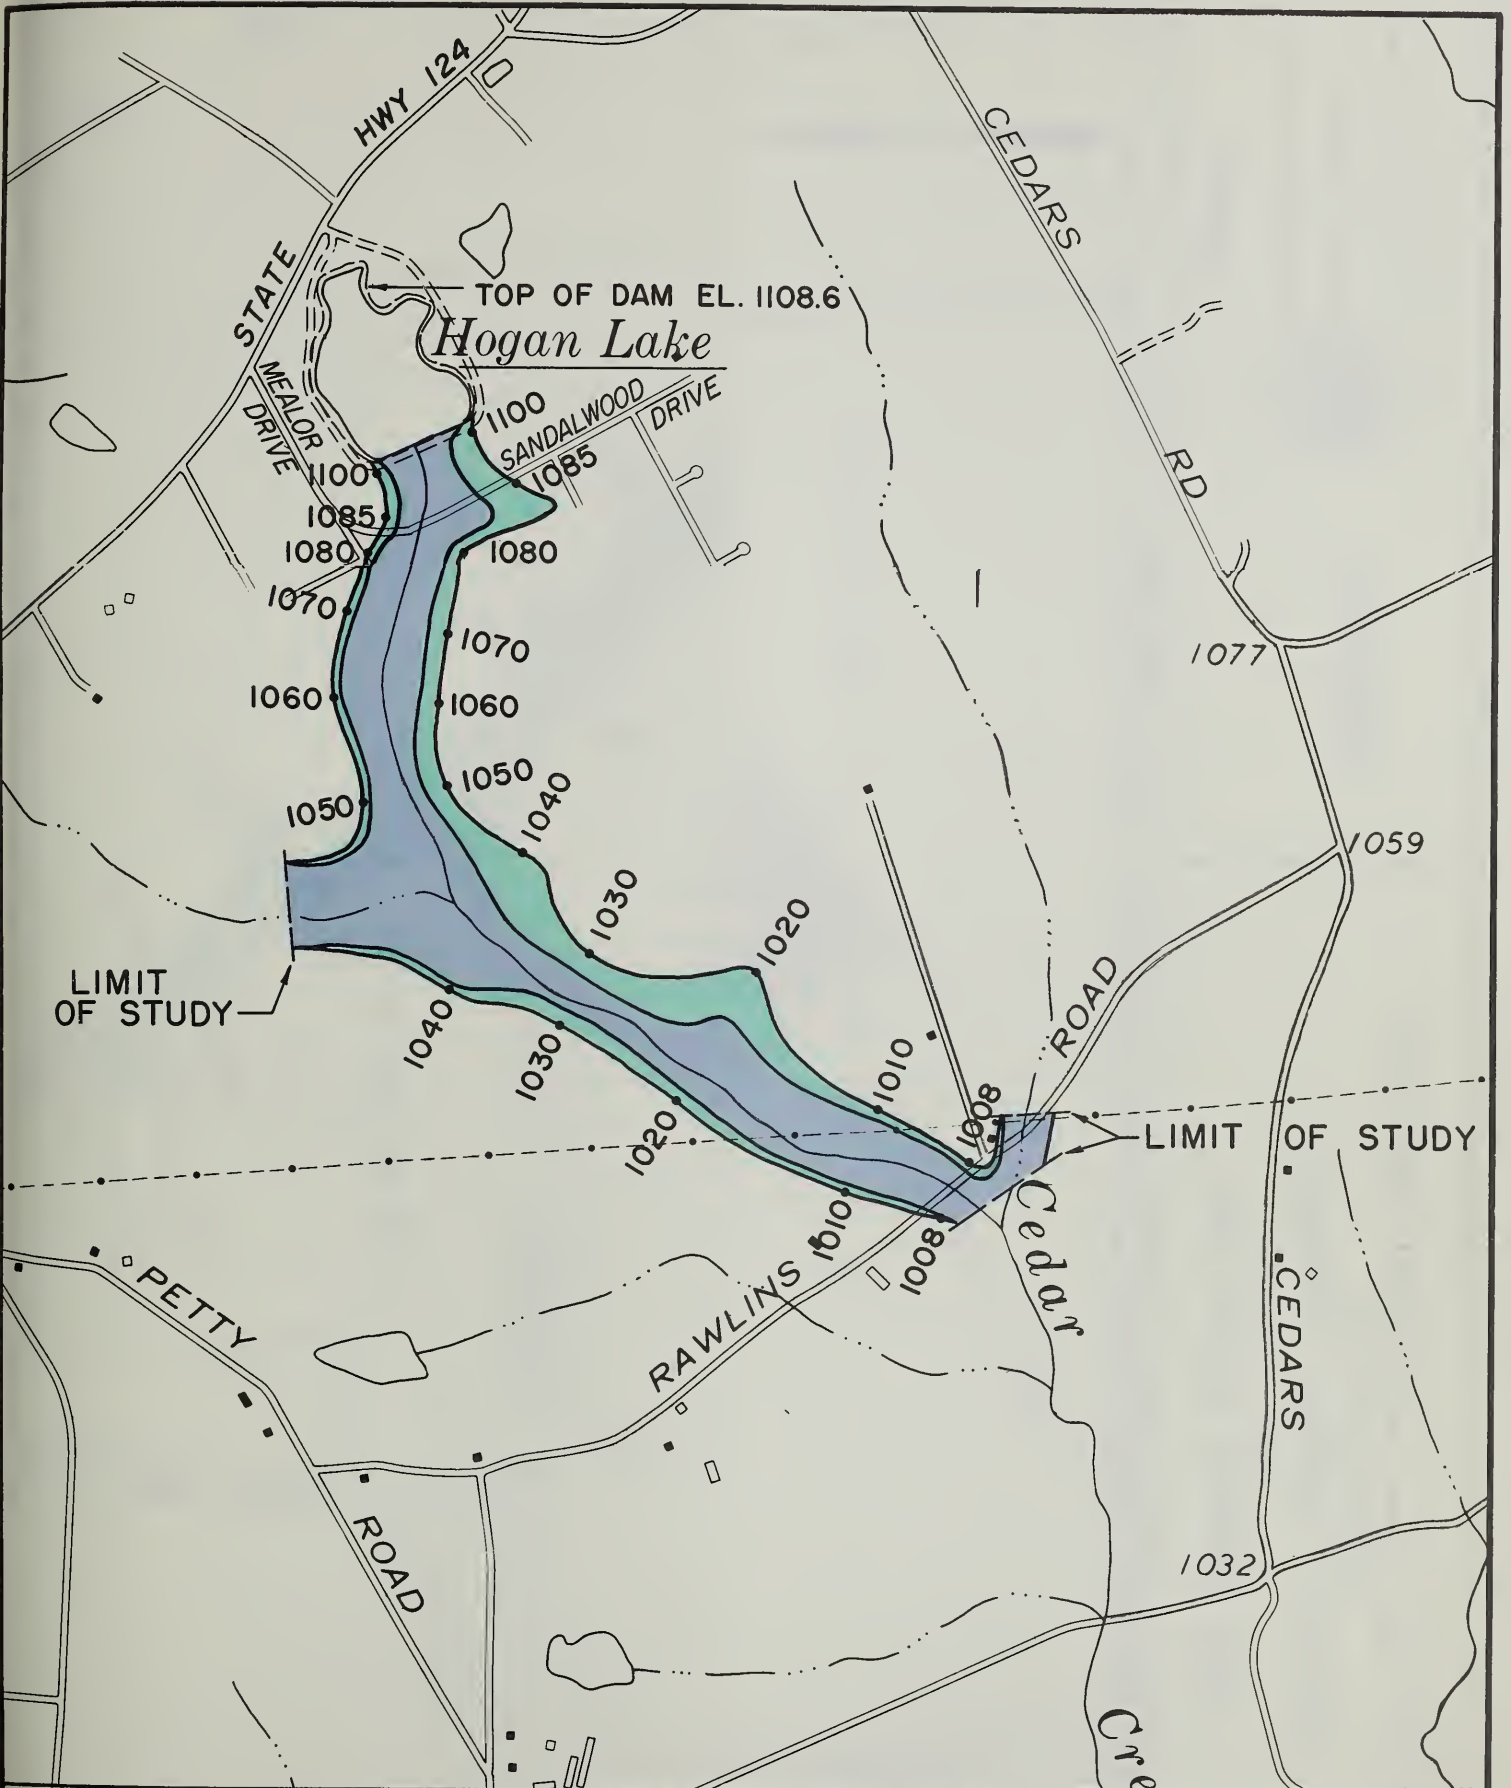 STATE HWY 124
CEDARS RD
TOP OF DAM EL. 1108.6
Hogan Lake
MEALOR
DRIVE
SANDALWOOD
DRIVE
1100
1100
1085
1085
1080
1080
1070
1070
1060
1060
1050
1050
1040
1030
1020
1010
1008
1077
1059
LIMIT
OF STUDY
1040
1030
1020
1010
1008
LIMIT OF STUDY
RAWLINS ROAD
Cedar
PETTY
ROAD
CEDARS
1032
Cre